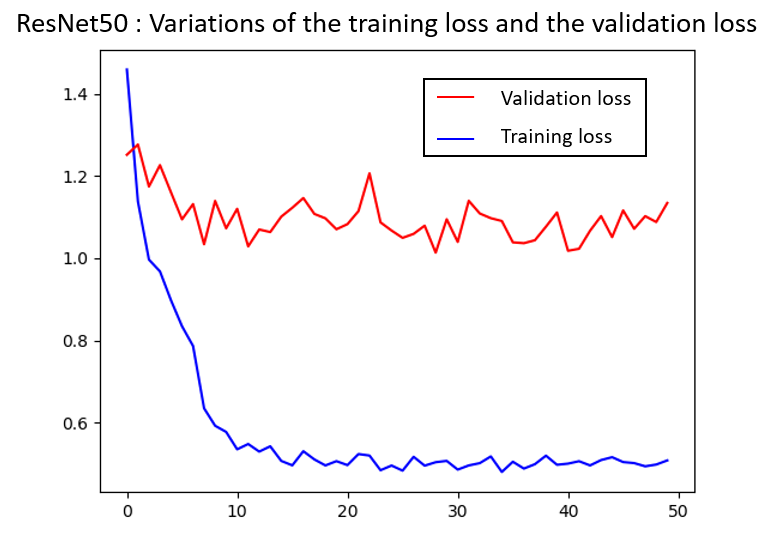 ResNet50 : Variations of the training loss and the validation loss
Validation loss
Training loss
1.4
1.2
1.0
0.8
0.6
0 10 20 30 40 50